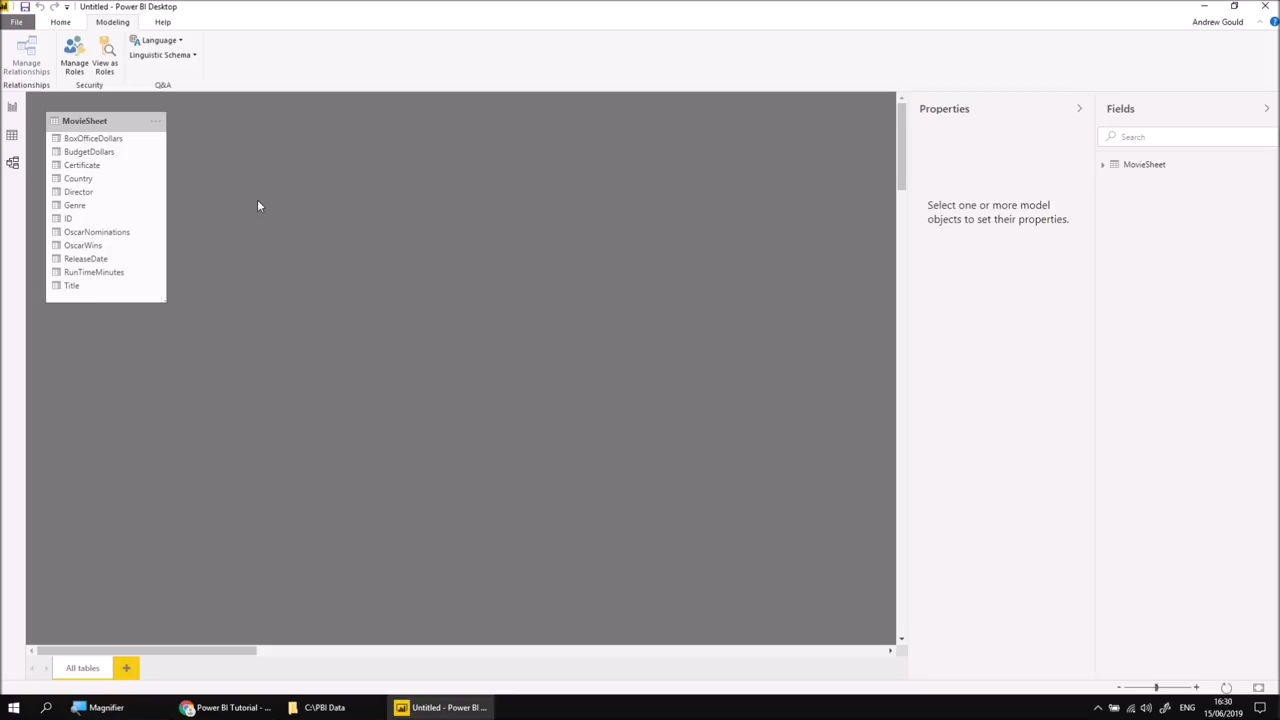 Untitled - Power BI Desktop
File
Home
Modeling
Help
Andrew Gould
Manage
Relationships
Relationships
Manage
Roles
View as
Roles
Security
Language
Linguistic Schema
Q&A
MovieSheet
BoxOfficeDollars
BudgetDollars
Certificate
Country
Director
Genre
ID
OscarNominations
OscarWins
ReleaseDate
RunTimeMinutes
Title
Properties
Select one or more model
objects to set their properties.
Fields
Search
MovieSheet
All tables
Magnifier
Power BI Tutorial - ...
C:\PBI Data
Untitled - Power BI ...
ENG
16:30
15/06/2019